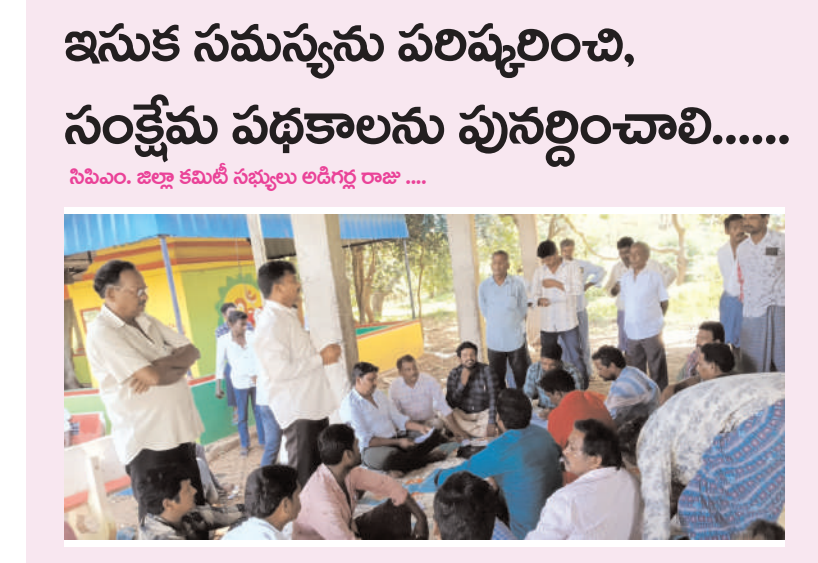 ఇసుక సమస్యను పరిష్కరించి,
సంక్షేమ పథకాలను పునర్ధించాలి......
సిపిఎం. జిల్లా కమిటీ సభ్యులు అడిగర్ల రాజు ....